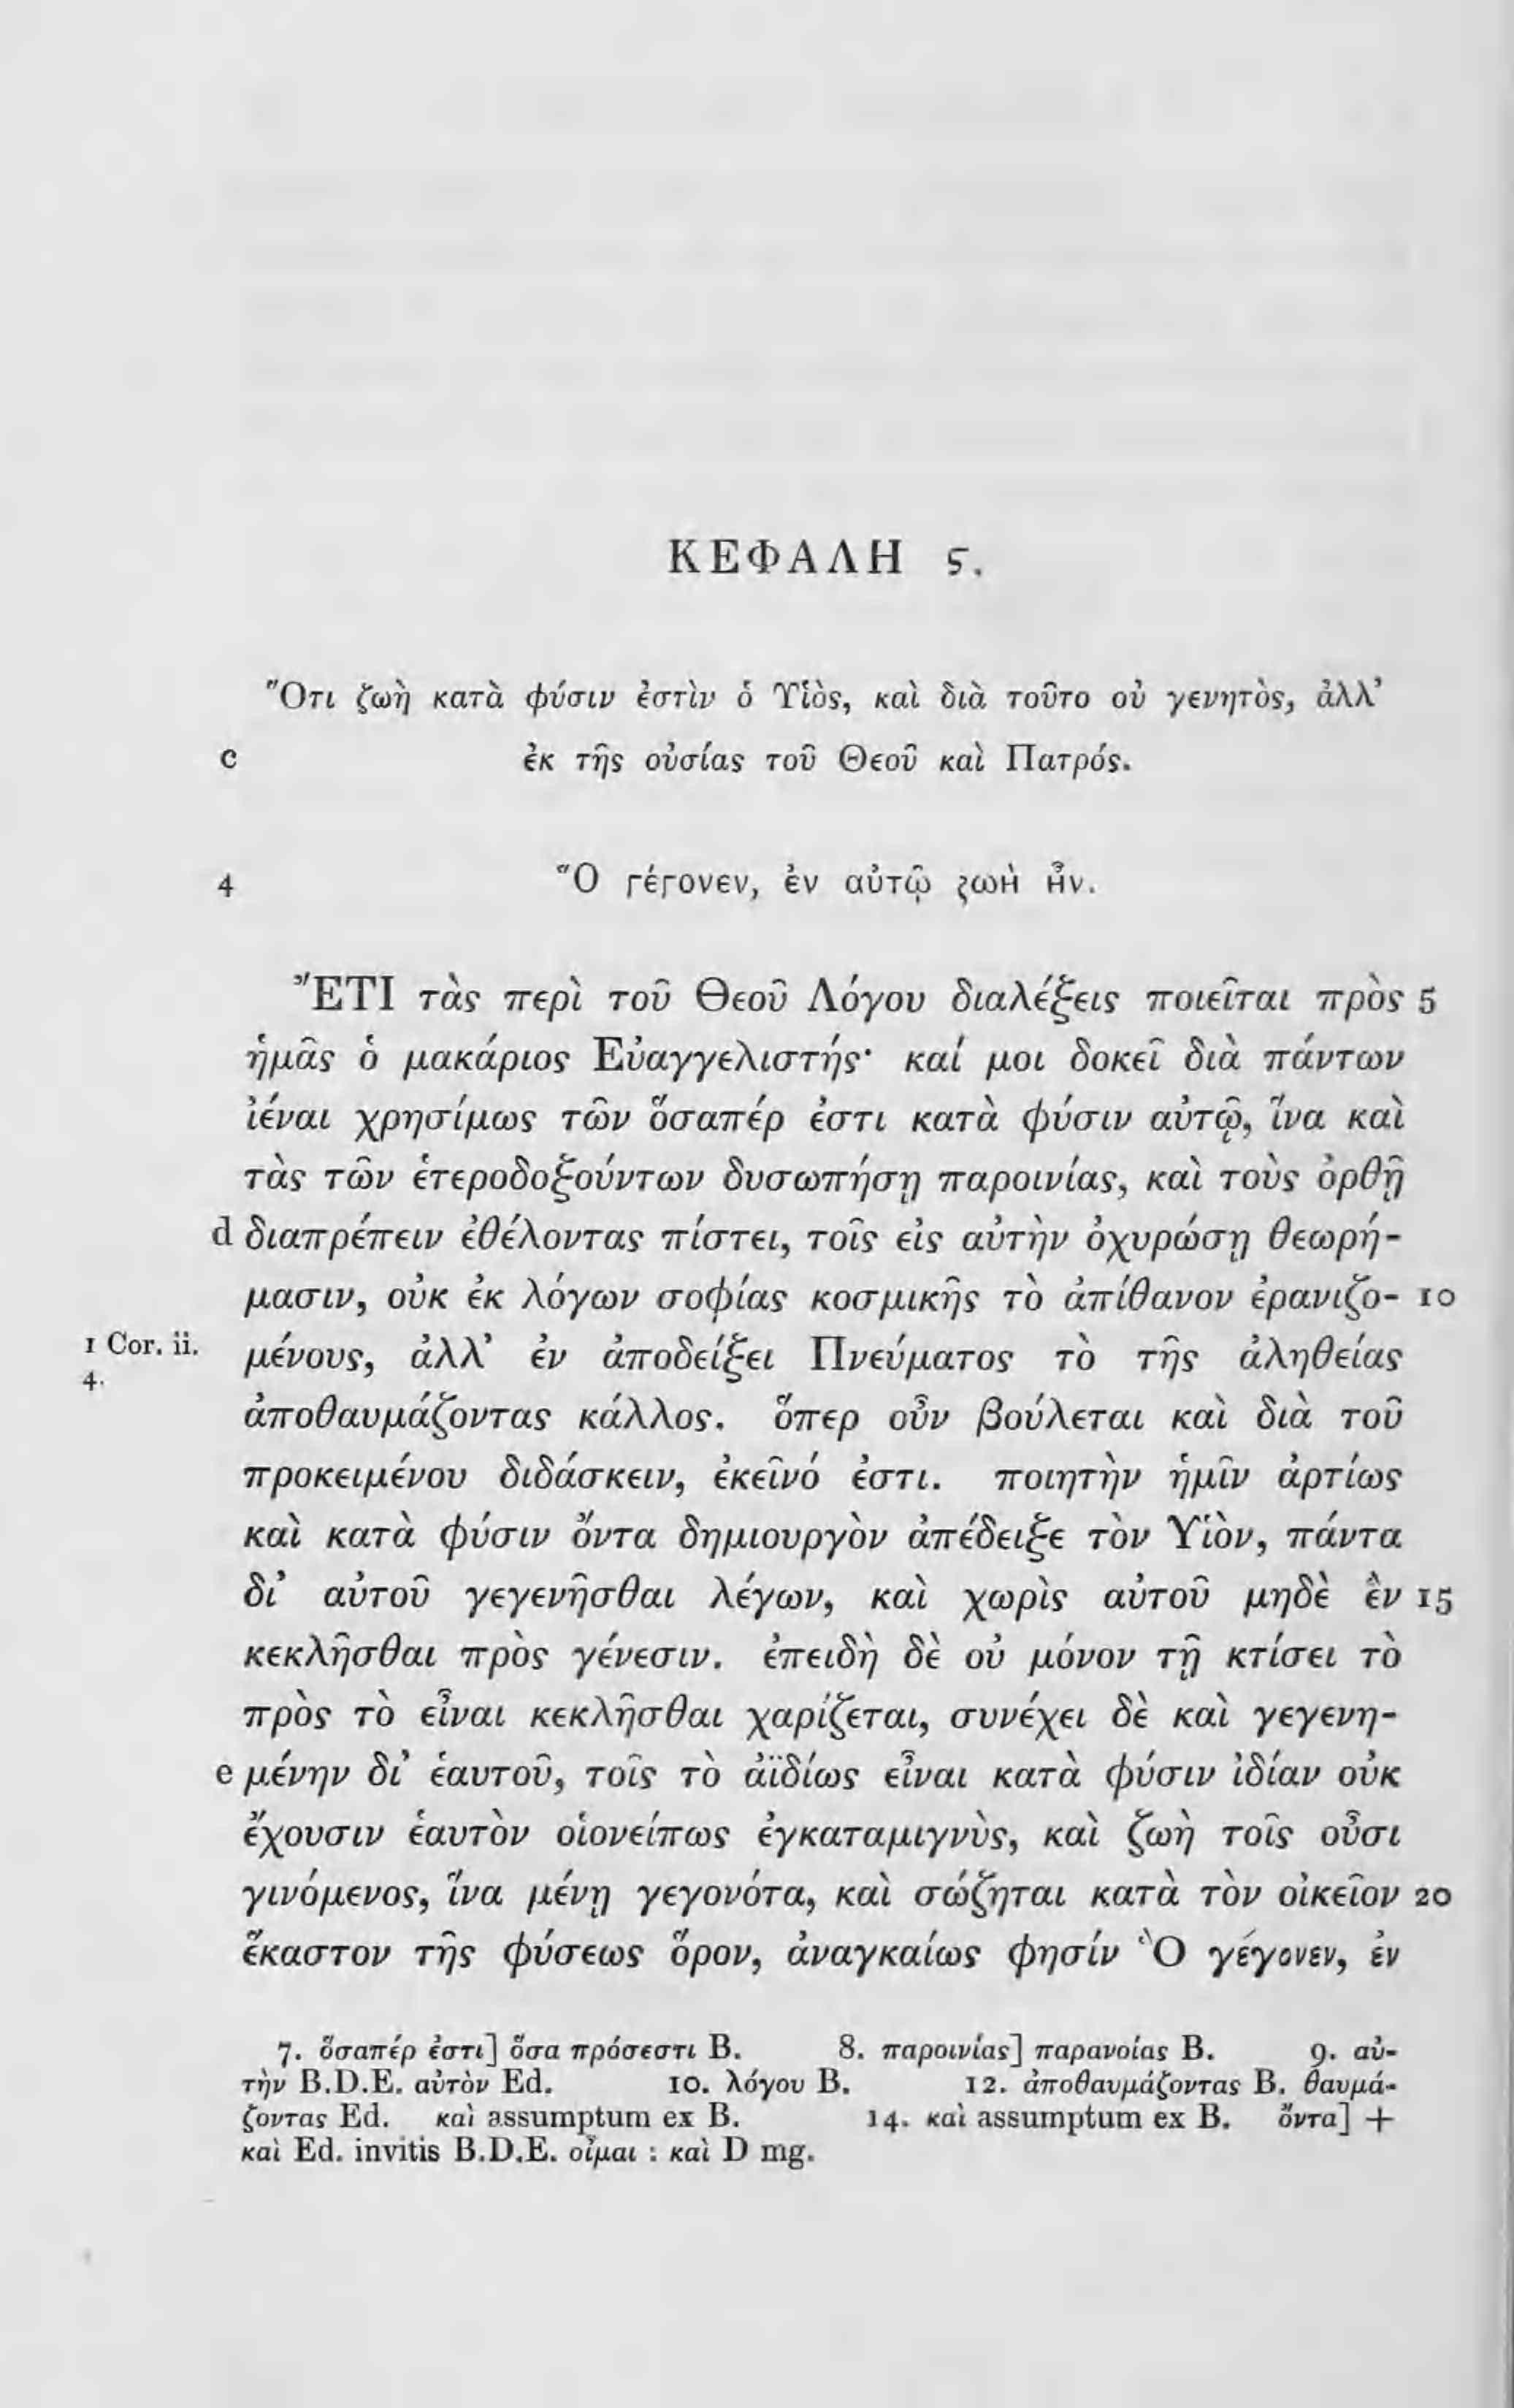 ΚΕΦΑΛΗ ϛ.
Ὅτι ζωὴ κατὰ φύσιν ἐστὶν ὁ Υἱὸς, καὶ διὰ τοῦτο οὐ γενητὸς, ἀλλ’
c ἐκ τῆς οὐσίας τοῦ Θεοῦ καὶ Πατρός.
4 Ὃ γέγονεν, ἐν αὐτῷ ζωὴ ἦν.
ἜΤΙ τὰς περὶ τοῦ Θεοῦ Λόγου διαλέξεις ποιεῖται πρὸς 5
ἡμᾶς ὁ μακάριος Εὐαγγελιστής· καί μοι δοκεῖ διὰ πάντων
ἰέναι χρησίμως τῶν ὅσαπέρ ἐστι κατὰ φύσιν αὐτῷ, ἵνα καὶ
τὰς τῶν ἑτεροδοξούντων δυσωπήσῃ παροινίας, καὶ τοὺς ὀρθῇ
d διαπρέπειν ἐθέλοντας πίστει, τοῖς εἰς αὐτὴν ὀχυρώσῃ θεωρή-
μασιν, οὐκ ἐκ λόγων σοφίας κοσμικῆς τὸ ἀπίθανον ἐρανιζο- 10
1 Cor. ii. 4. μένους, ἀλλ’ ἐν ἀποδείξει Πνεύματος τὸ τῆς ἀληθείας
ἀποθαυμάζοντας κάλλος. ὅπερ οὖν βούλεται καὶ διὰ τοῦ
προκειμένου διδάσκειν, ἐκεῖνό ἐστι. ποιητὴν ἡμῖν ἀρτίως
καὶ κατὰ φύσιν ὄντα δημιουργὸν ἀπέδειξε τὸν Υἱὸν, πάντα
δι’ αὐτοῦ γεγενῆσθαι λέγων, καὶ χωρὶς αὐτοῦ μηδὲ ἓν 15
κεκλῆσθαι πρὸς γένεσιν. ἐπειδὴ δὲ οὐ μόνον τῇ κτίσει τὸ
πρὸς τὸ εἶναι κεκλῆσθαι χαρίζεται, συνέχει δὲ καὶ γεγενη-
e μένην δι’ ἑαυτοῦ, τοῖς τὸ ἀϊδίως εἶναι κατὰ φύσιν ἰδίαν οὐκ
ἔχουσιν ἑαυτὸν οἱονείπως ἐγκαταμιγνὺς, καὶ ζωὴ τοῖς οὖσι
γινόμενος, ἵνα μένῃ γεγονότα, καὶ σώζηται κατὰ τὸν οἰκεῖον 20
ἕκαστον τῆς φύσεως ὅρον, ἀναγκαίως φησίν Ὃ γέγονεν, ἐν
7. ὅσαπέρ ἐστι] ὅσα πρόσεστι B. 8. παροινίας] παρανοίας B. 9. αὐ-
τὴν B.D.E. αὐτὸν Ed. 10. λόγου B. 12. ἀποθαυμάζοντας B. θαυμά-
ζοντας Ed. καὶ assumptum ex B. 14. καὶ assumptum ex B. ὄντα] +
καὶ Ed. invitis B.D.E. οἶμαι : καὶ D mg.